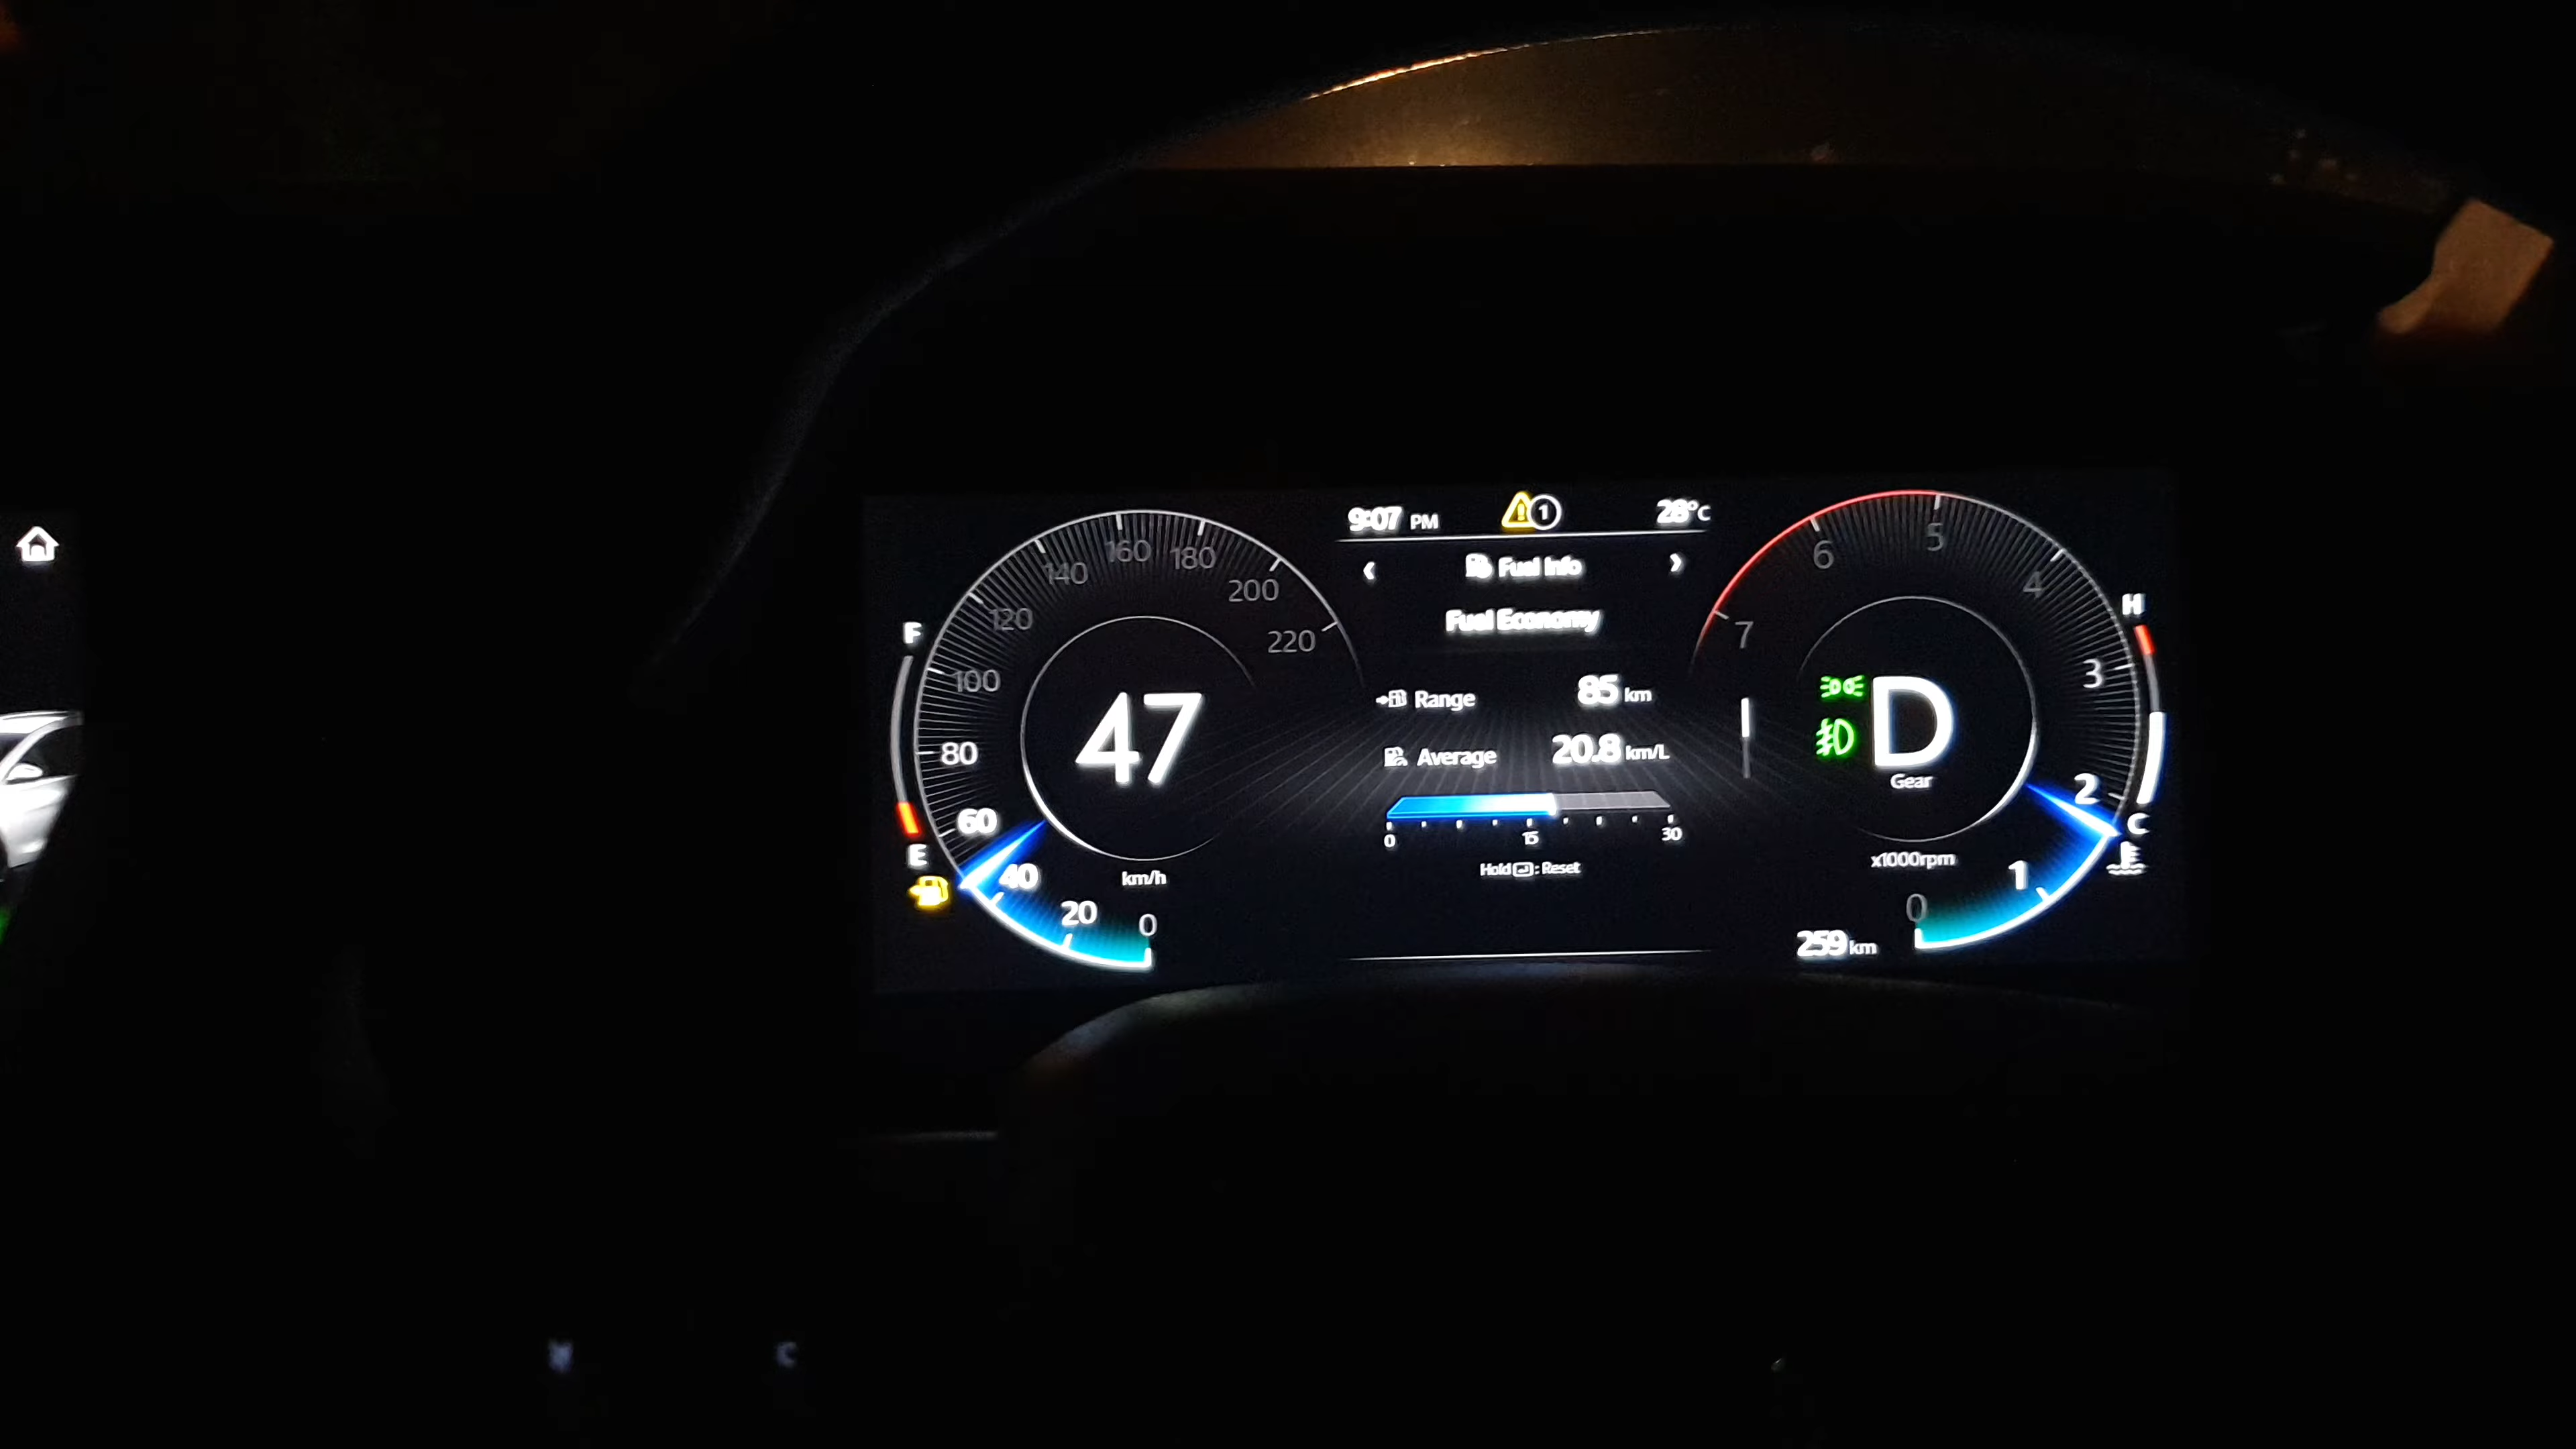 9:07 PM 1 28°C
Fuel Info
Fuel Economy
Range 85 km
Average 20.8 km/L
0 15 30
Hold : Reset
F
E
0 20 40 60 80 100 120 140 160 180 200 220
47
km/h
0 1 2 3 4 5 6 7
D
Gear
x1000rpm
H
C
259 km
C